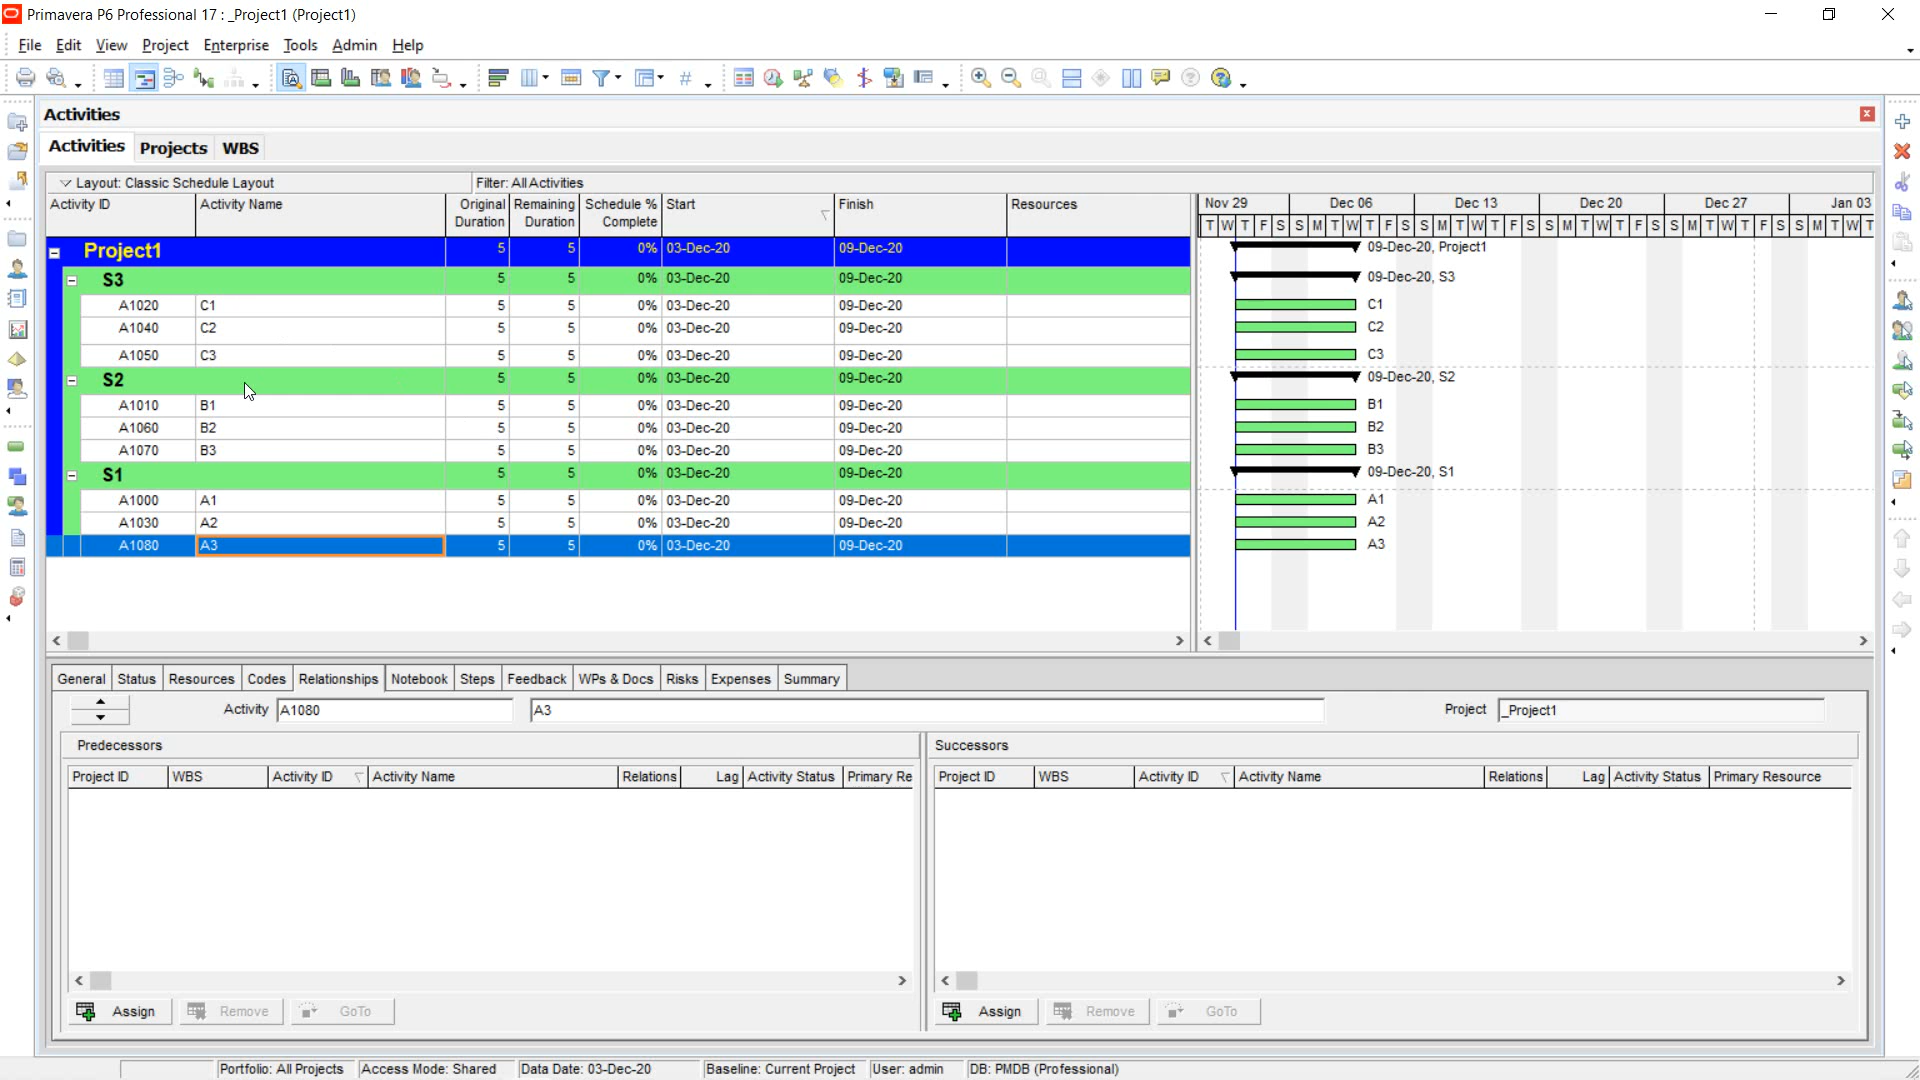 Primavera P6 Professional 17 : _Project1 (Project1)
File Edit View Project Enterprise Tools Admin Help
Activities
Activities Projects WBS
Layout: Classic Schedule Layout Filter: All Activities
Activity ID Activity Name Original Duration Remaining Duration Schedule % Complete Start Finish Resources Nov 29 Dec 06 Dec 13 Dec 20 Dec 27 Jan 03
T W T F S S M T W T F S S M T W T F S S M T W T F S S M T W T F S S M T W T
Project1 5 5 0% 03-Dec-20 09-Dec-20 09-Dec-20, Project1
S3 5 5 0% 03-Dec-20 09-Dec-20 09-Dec-20, S3
A1020 C1 5 5 0% 03-Dec-20 09-Dec-20 C1
A1040 C2 5 5 0% 03-Dec-20 09-Dec-20 C2
A1050 C3 5 5 0% 03-Dec-20 09-Dec-20 C3
S2 5 5 0% 03-Dec-20 09-Dec-20 09-Dec-20, S2
A1010 B1 5 5 0% 03-Dec-20 09-Dec-20 B1
A1060 B2 5 5 0% 03-Dec-20 09-Dec-20 B2
A1070 B3 5 5 0% 03-Dec-20 09-Dec-20 B3
S1 5 5 0% 03-Dec-20 09-Dec-20 09-Dec-20, S1
A1000 A1 5 5 0% 03-Dec-20 09-Dec-20 A1
A1030 A2 5 5 0% 03-Dec-20 09-Dec-20 A2
A1080 A3 5 5 0% 03-Dec-20 09-Dec-20 A3
General Status Resources Codes Relationships Notebook Steps Feedback WPs & Docs Risks Expenses Summary
Activity A1080 A3 Project _Project1
Predecessors Successors
Project ID WBS Activity ID Activity Name Relations Lag Activity Status Primary Re Project ID WBS Activity ID Activity Name Relations Lag Activity Status Primary Resource
Assign Remove GoTo Assign Remove GoTo
Portfolio: All Projects Access Mode: Shared Data Date: 03-Dec-20 Baseline: Current Project User: admin DB: PMDB (Professional)